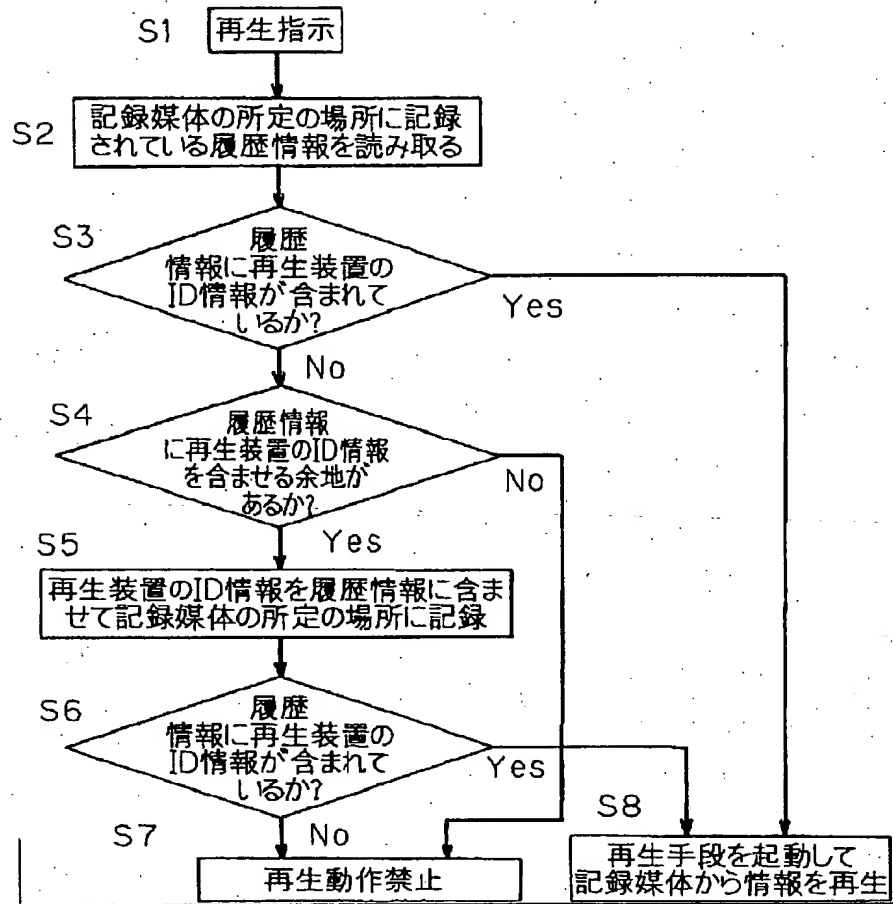 S1
再生指示
S2
記録媒体の所定の場所に記録
されている履歴情報を読み取る
S3
履歴
情報に再生装置の
ID情報が含まれて
いるか?
Yes
No
S4
履歴情報
に再生装置のID情報
を含ませる余地が
あるか?
No
Yes
S5
再生装置のID情報を履歴情報に含ま
せて記録媒体の所定の場所に記録
S6
履歴
情報に再生装置の
ID情報が含まれて
いるか?
Yes
No
S7
再生動作禁止
S8
再生手段を起動して
記録媒体から情報を再生